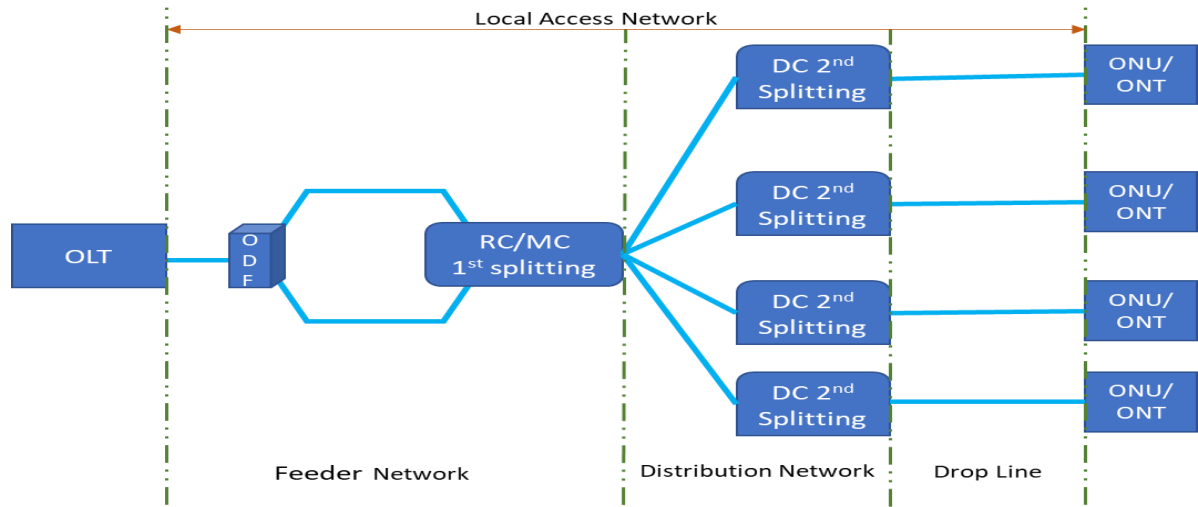 Local Access Network
DC 2nd
Splitting
ONU/
ONT
DC 2nd
Splitting
ONU/
ONT
OLT
O
D
F
RC/MC
1st splitting
DC 2nd
Splitting
ONU/
ONT
DC 2nd
Splitting
ONU/
ONT
Feeder Network
Distribution Network
Drop Line